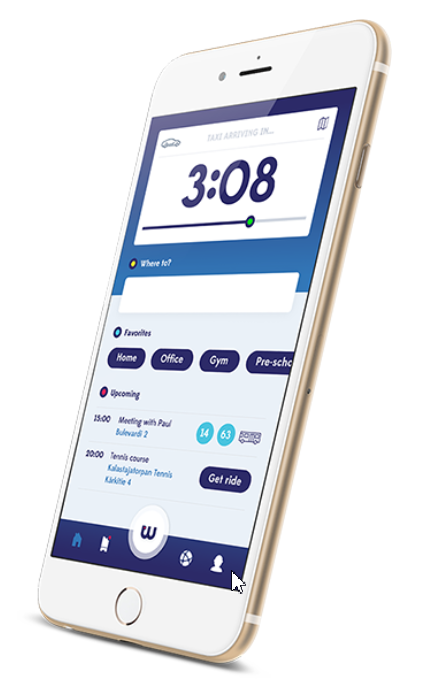 TAXI ARRIVING IN...
3:08
Where to?
Favorites
Home Office Gym Pre-scho
Upcoming
15:00 Meeting with Paul
Bulevardi 2
14 63
20:00 Tennis course
Kalastajatorpan Tennis
Kärkitie 4
Get ride
w